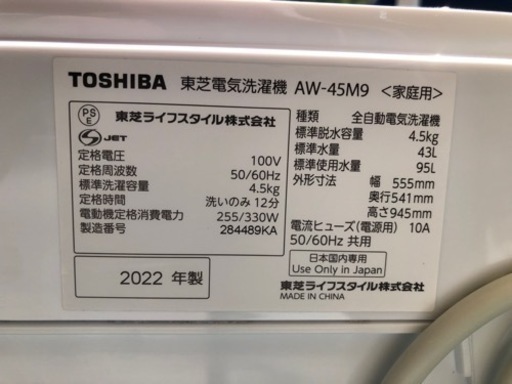 TOSHIBA 東芝電気洗濯機 AW-45M9 <家庭用>
PS
E
東芝ライフスタイル株式会社
S JET
定格電圧 100V
定格周波数 50/60Hz
標準洗濯容量 4.5kg
定格時間 洗いのみ 12分
電動機定格消費電力 255/330W
製造番号 284489KA
2022 年製
種類 全自動電気洗濯機
標準脱水容量 4.5kg
標準水量 43L
標準使用水量 95L
外形寸法 幅 555mm
奥行541mm
高さ945mm
電流ヒューズ(電源用) 10A
50/60Hz 共用
日本国内専用
Use Only in Japan
東芝ライフスタイル株式会社
MADE IN CHINA